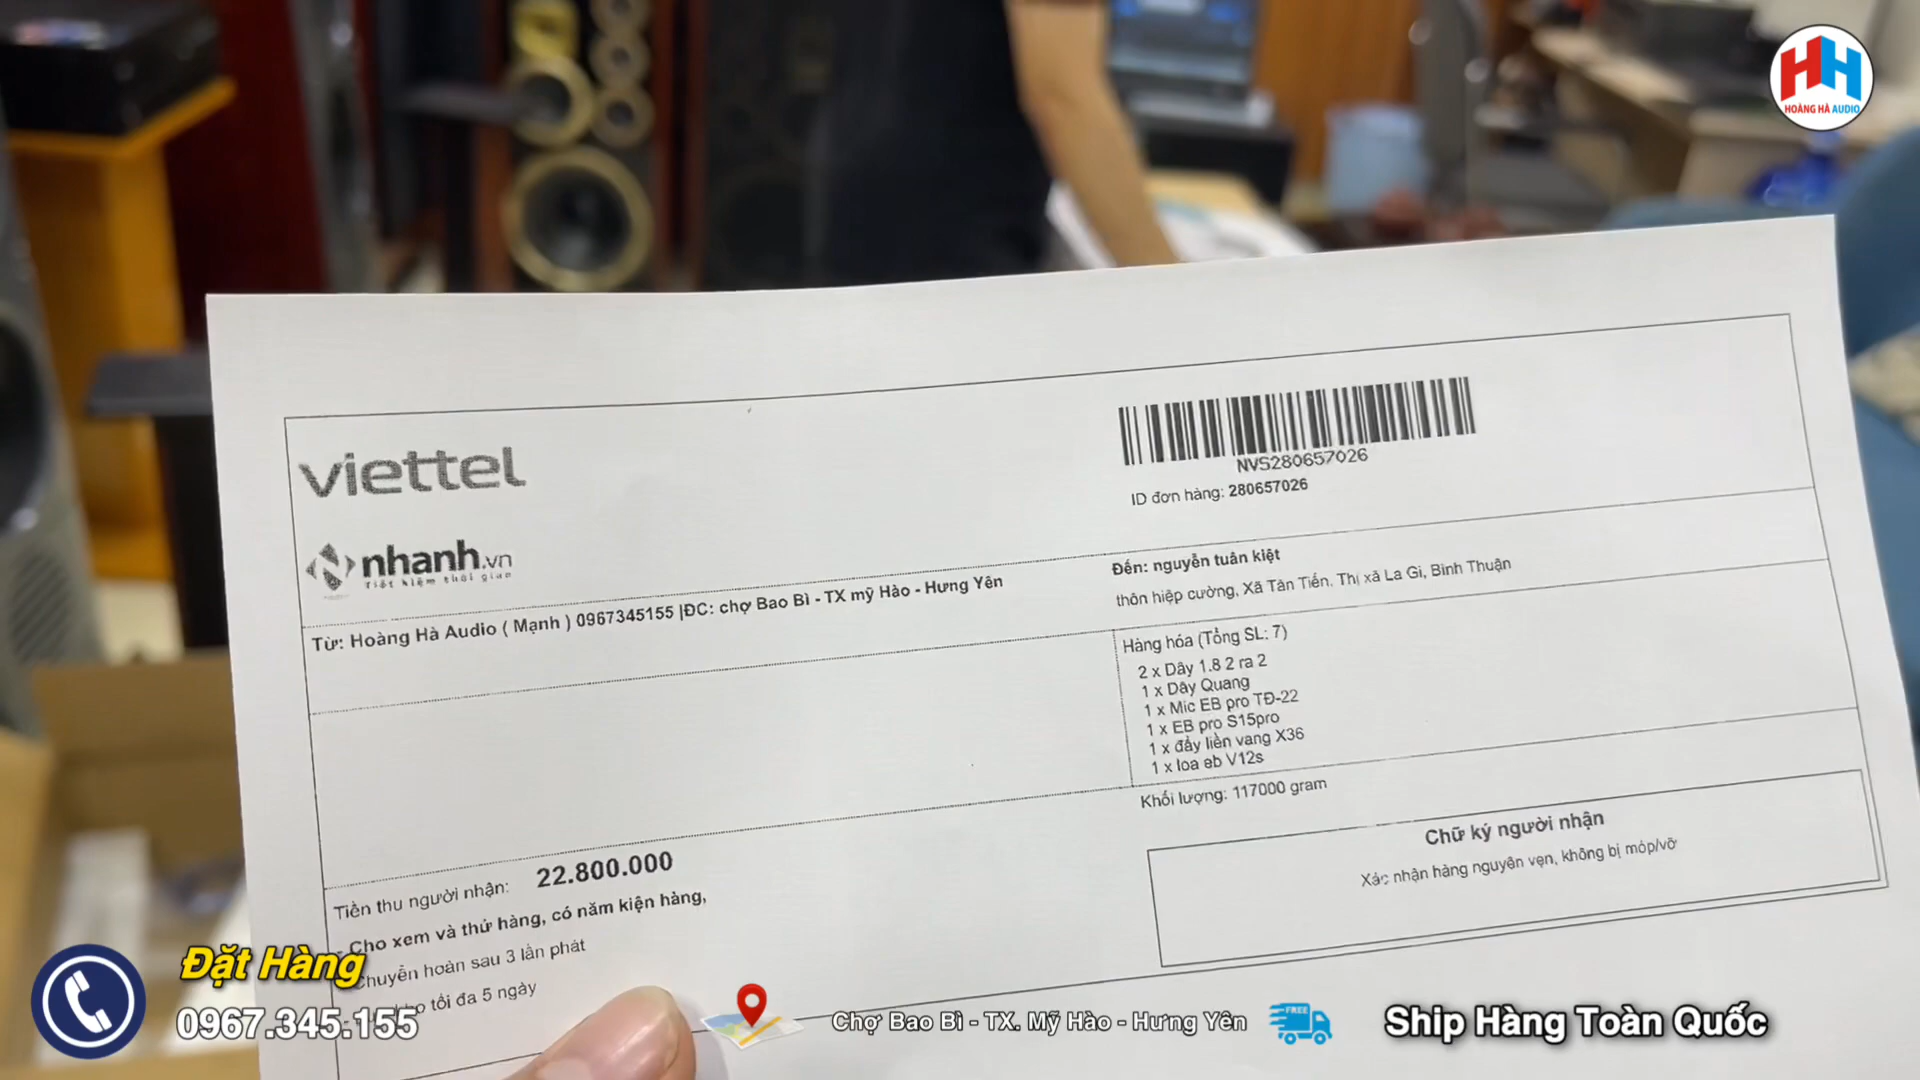 HOÀNG HÀ AUDIO
viettel
nhanh.vn
Tiết kiệm thời gian
NVS280657026
ID đơn hàng: 280657026
Từ: Hoàng Hà Audio ( Mạnh ) 0967345155 |ĐC: chợ Bao Bì - TX mỹ Hào - Hưng Yên
Đến: nguyễn tuân kiệt
thôn hiệp cường, Xã Tân Tiến, Thị xã La Gi, Bình Thuận
Hàng hóa (Tổng SL: 7)
2 x Dây 1.8 2 ra 2
1 x Dây Quang
1 x Mic EB pro TĐ-22
1 x EB pro S15pro
1 x đẩy liền vang X36
1 x loa eb V12s
Khối lượng: 117000 gram
Tiền thu người nhận: 22.800.000
- Cho xem và thử hàng, có năm kiện hàng,
Chuyển hoàn sau 3 lần phát
tối đa 5 ngày
Chữ ký người nhận
Xác nhận hàng nguyên vẹn, không bị móp/vỡ
Đặt Hàng
0967.345.155
Chợ Bao Bì - TX. Mỹ Hào - Hưng Yên
FREE
Ship Hàng Toàn Quốc